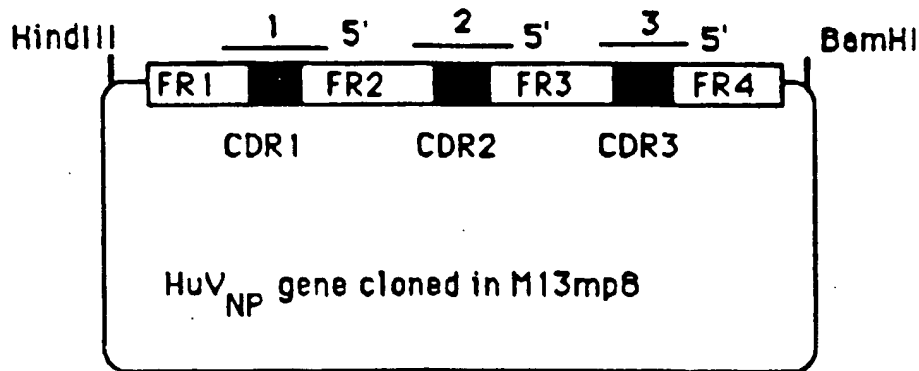 HindIII 1 5' 2 5' 3 5' BamHI
FR1 FR2 FR3 FR4
CDR1 CDR2 CDR3
HuV_NP gene cloned in M13mp8